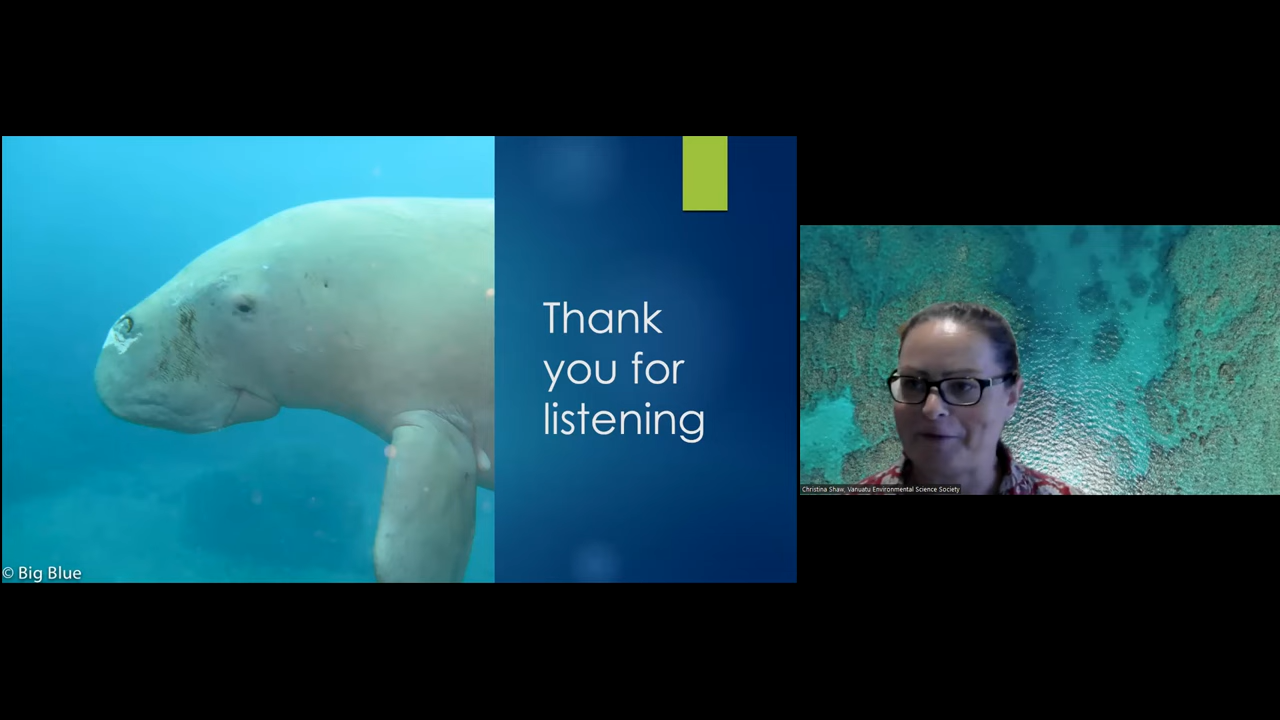 Thank
you for
listening
© Big Blue
Christina Shaw, Vanuatu Environmental Science Society